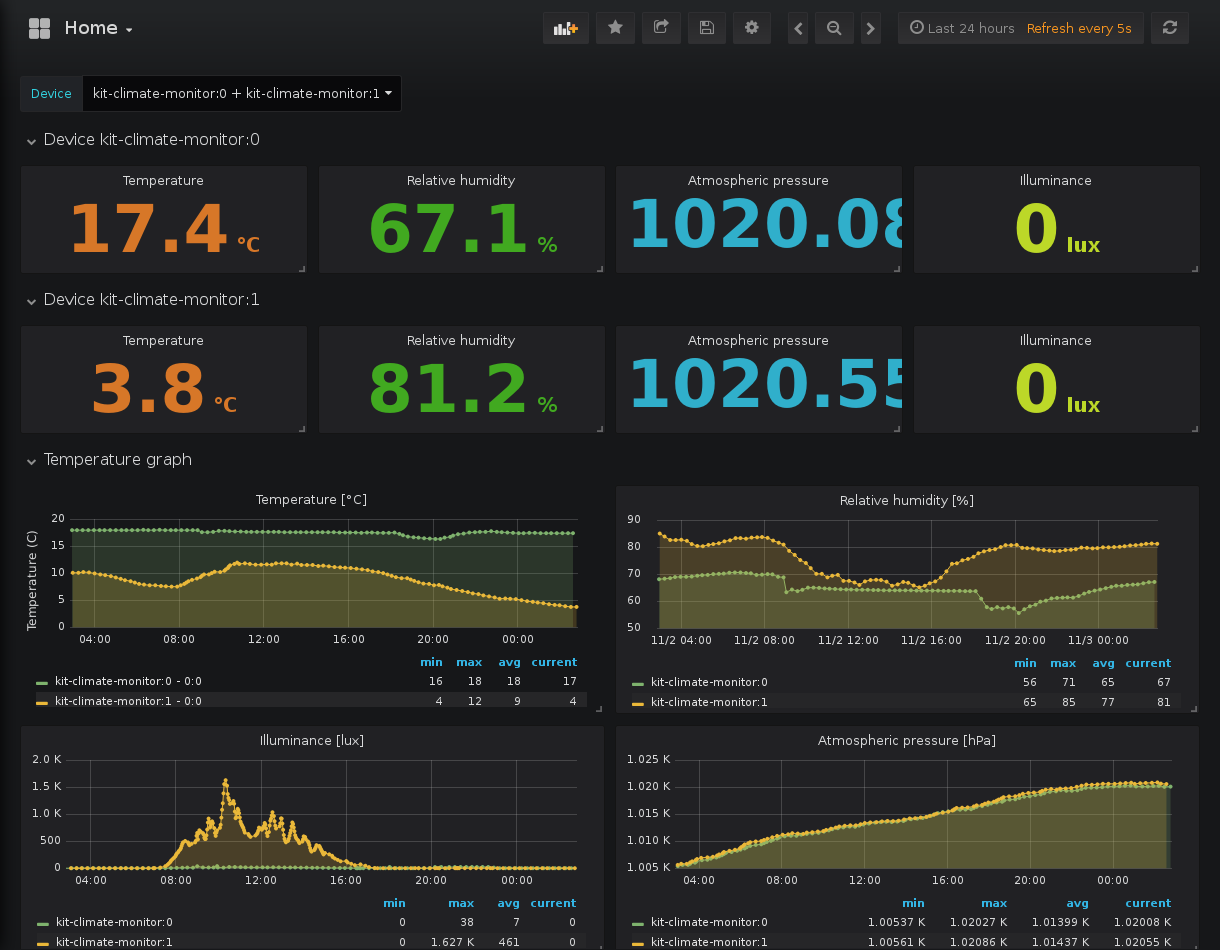 Home
Last 24 hours Refresh every 5s
Device kit-climate-monitor:0 + kit-climate-monitor:1
Device kit-climate-monitor:0
Temperature Relative humidity Atmospheric pressure Illuminance
17.4 °C 67.1 % 1020.08 0 lux
Device kit-climate-monitor:1
Temperature Relative humidity Atmospheric pressure Illuminance
3.8 °C 81.2 % 1020.55 0 lux
Temperature graph
Temperature [°C]
Temperature (C)
20
15
10
5
0
04:00 08:00 12:00 16:00 20:00 00:00
min max avg current
kit-climate-monitor:0 - 0:0 16 18 18 17
kit-climate-monitor:1 - 0:0 4 12 9 4
Relative humidity [%]
90
80
70
60
50
11/2 04:00 11/2 08:00 11/2 12:00 11/2 16:00 11/2 20:00 11/3 00:00
min max avg current
kit-climate-monitor:0 56 71 65 67
kit-climate-monitor:1 65 85 77 81
Illuminance [lux]
2.0 K
1.5 K
1.0 K
500
0
04:00 08:00 12:00 16:00 20:00 00:00
min max avg current
kit-climate-monitor:0 0 38 7 0
kit-climate-monitor:1 0 1.627 K 461 0
Atmospheric pressure [hPa]
1.025 K
1.020 K
1.015 K
1.010 K
1.005 K
04:00 08:00 12:00 16:00 20:00 00:00
min max avg current
kit-climate-monitor:0 1.00537 K 1.02027 K 1.01399 K 1.02008 K
kit-climate-monitor:1 1.00561 K 1.02086 K 1.01437 K 1.02055 K